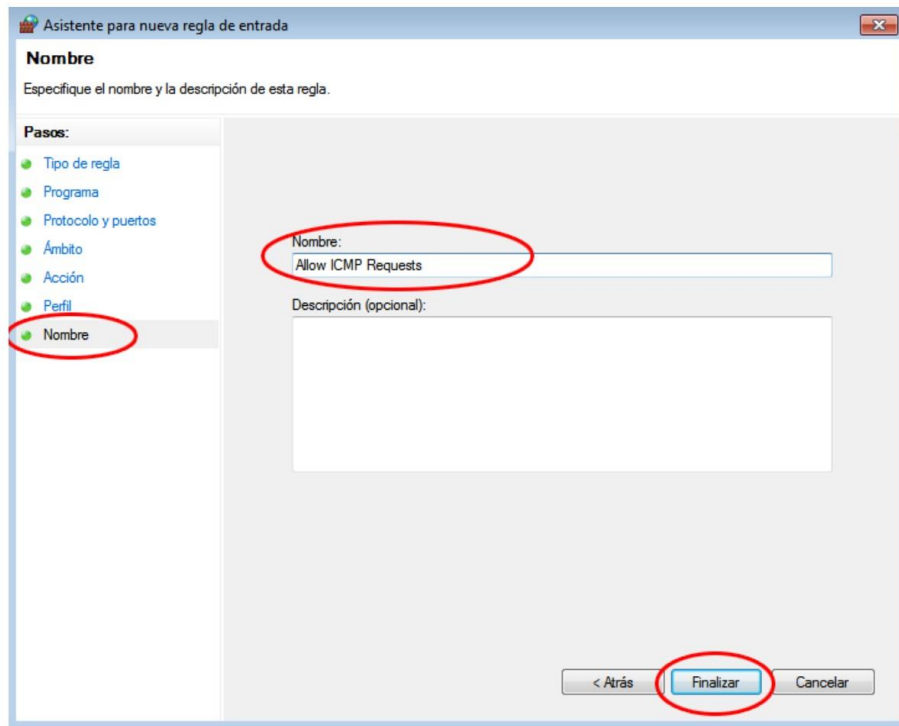 Asistente para nueva regla de entrada
Nombre
Especifique el nombre y la descripción de esta regla.
Pasos:
Tipo de regla
Programa
Protocolo y puertos
Ámbito
Acción
Perfil
Nombre
Nombre:
Allow ICMP Requests
Descripción (opcional):
< Atrás Finalizar Cancelar